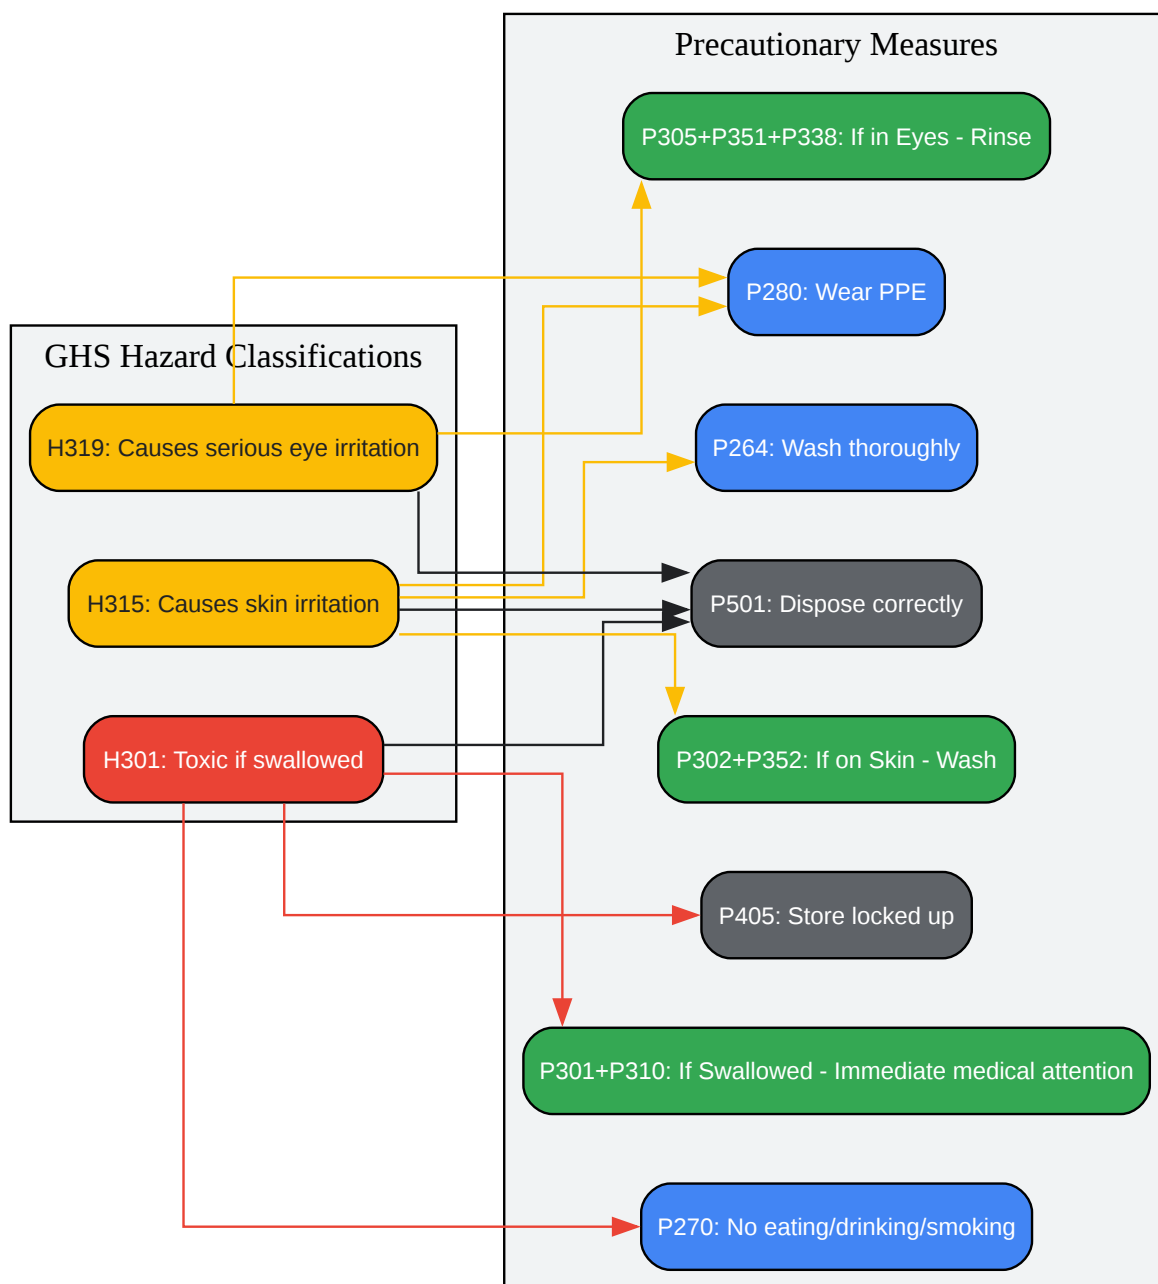 Precautionary Measures
P305+P351+P338: If in Eyes - Rinse
P280: Wear PPE
GHS Hazard Classifications
H319: Causes serious eye irritation
P264: Wash thoroughly
H315: Causes skin irritation
P501: Dispose correctly
H301: Toxic if swallowed
P302+P352: If on Skin - Wash
P405: Store locked up
P301+P310: If Swallowed - Immediate medical attention
P270: No eating/drinking/smoking